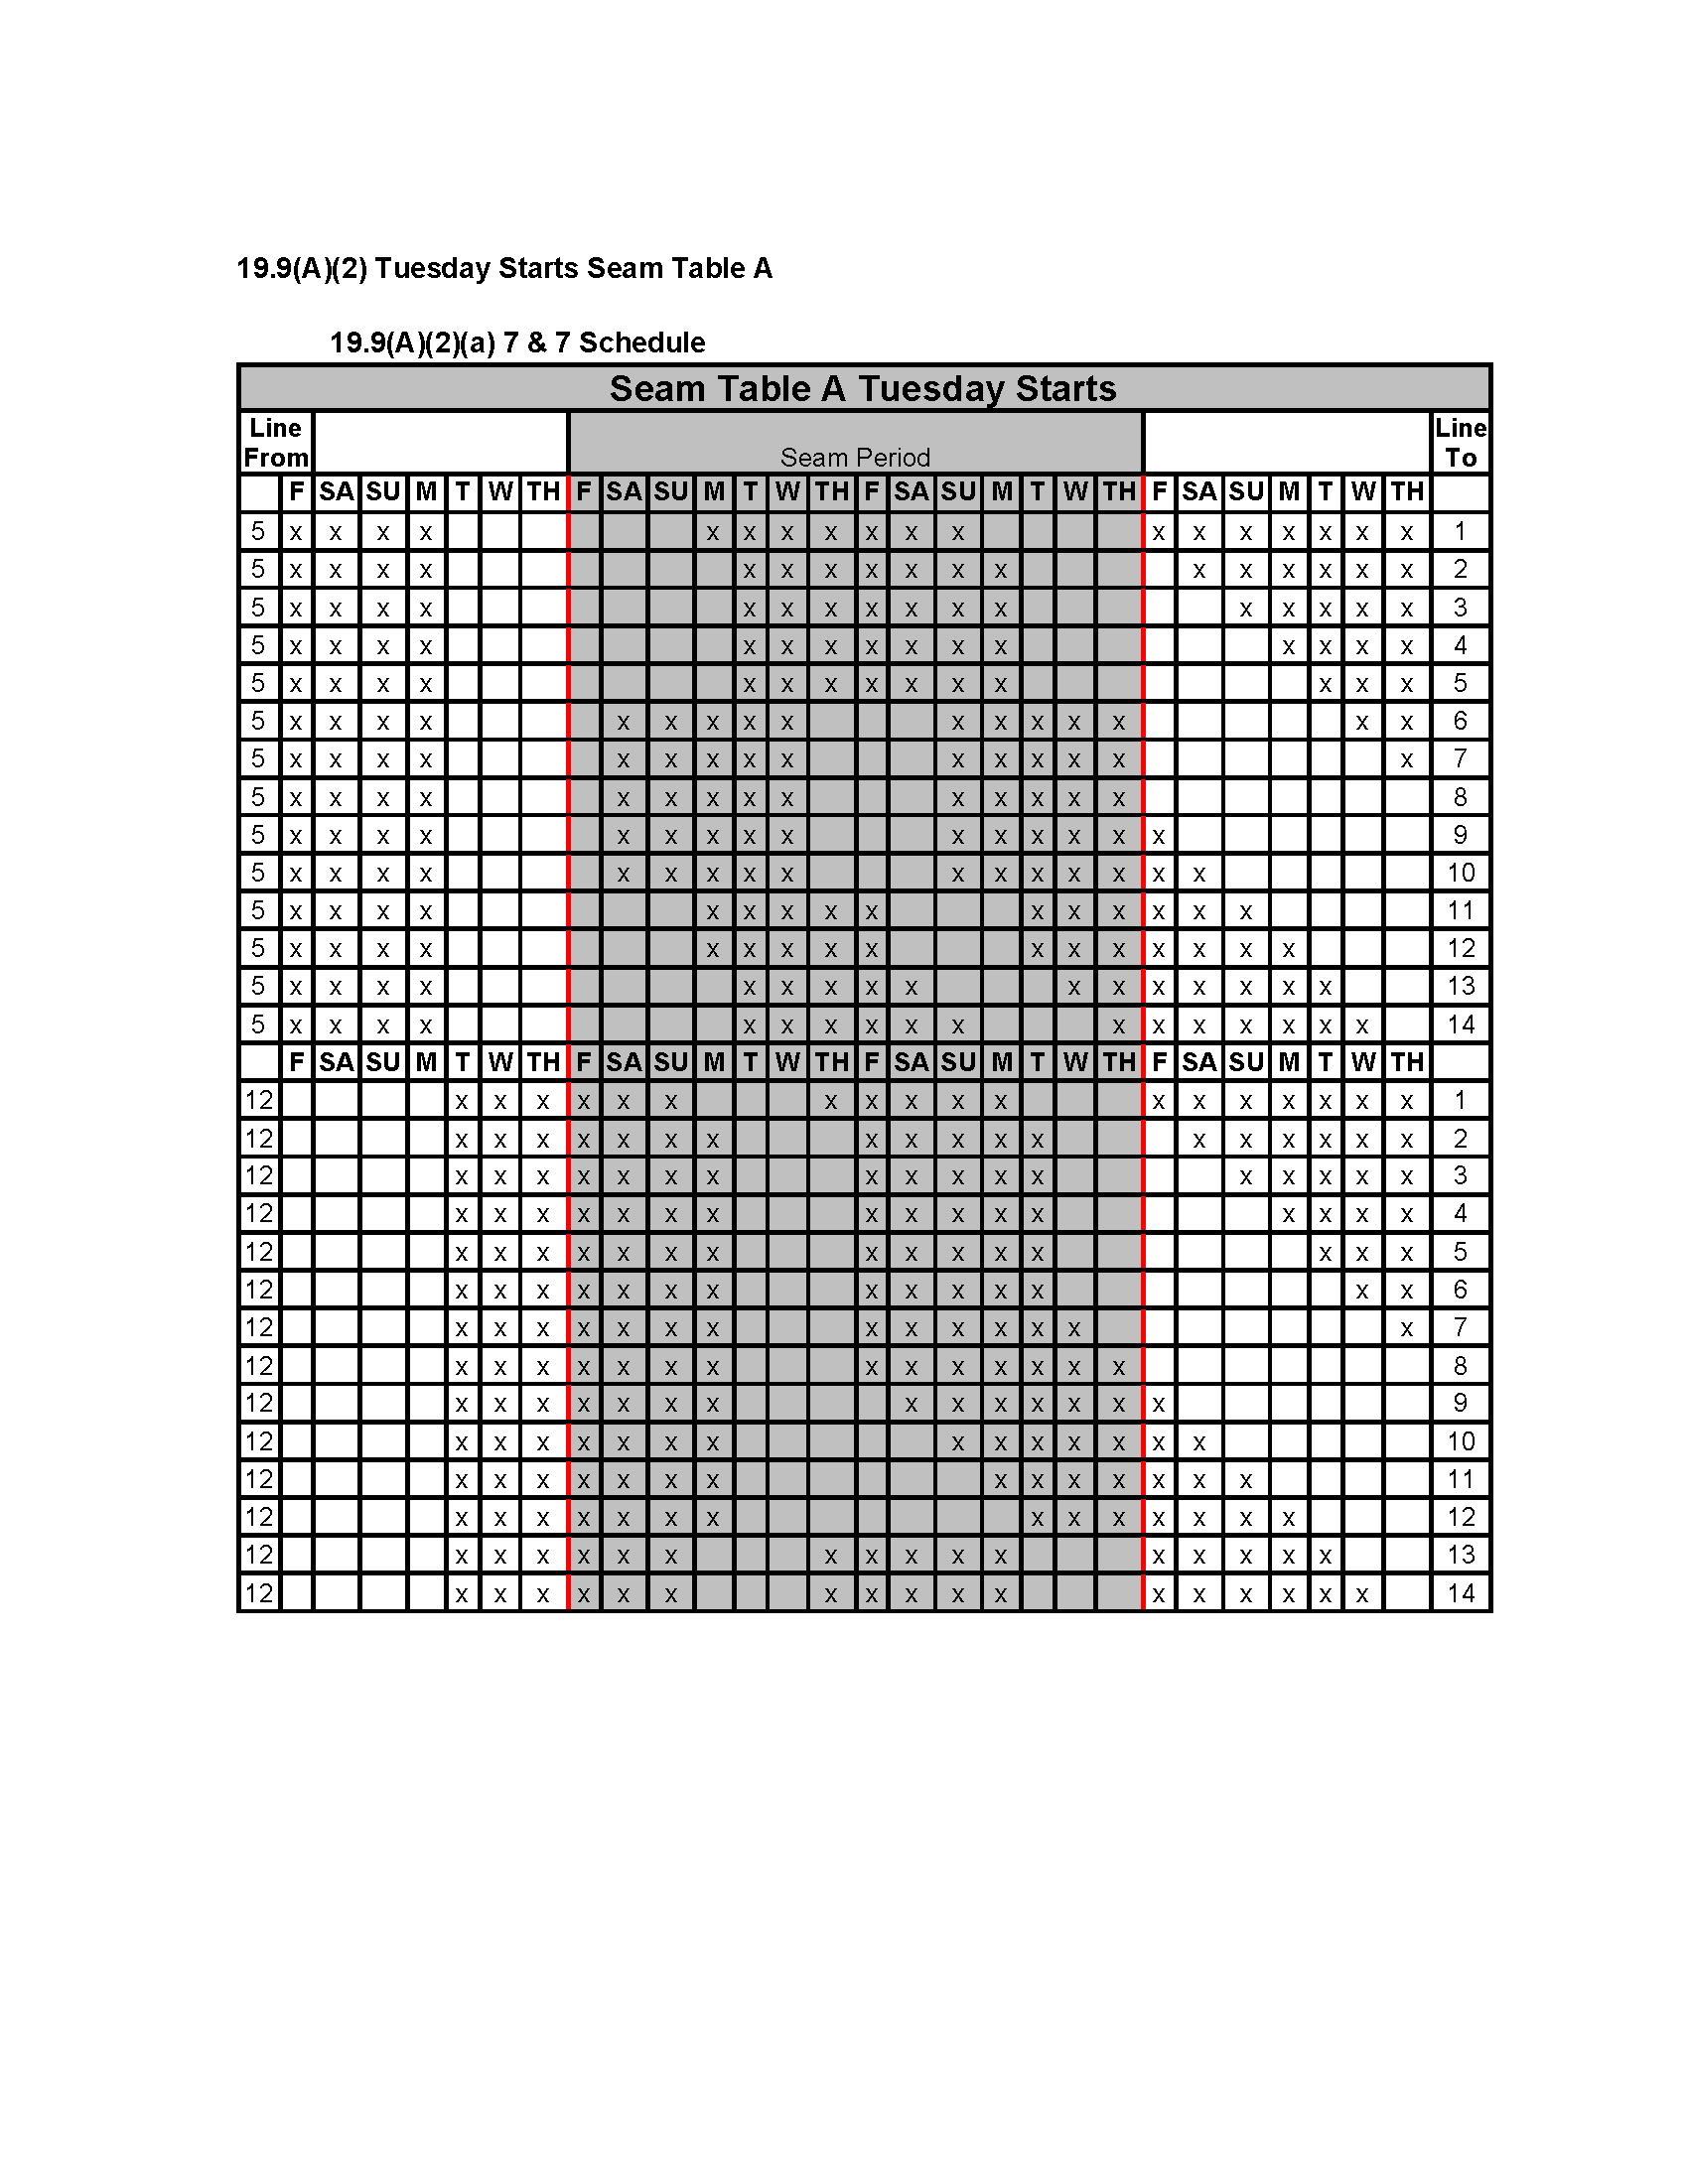 19.9(A)(2) Tuesday Starts Seam Table A
19.9(A)(2)(a) 7 & 7 Schedule
Seam Table A Tuesday Starts
Line From Seam Period Line To
F SA SU M T W TH F SA SU M T W TH F SA SU M T W TH F SA SU M T W TH
5 x x x x x x x x x x x x x x x x x x 1
5 x x x x x x x x x x x x x x x x x 2
5 x x x x x x x x x x x x x x x x 3
5 x x x x x x x x x x x x x x x 4
5 x x x x x x x x x x x x x x 5
5 x x x x x x x x x x x x x x x x 6
5 x x x x x x x x x x x x x x x 7
5 x x x x x x x x x x x x x x 8
5 x x x x x x x x x x x x x x x 9
5 x x x x x x x x x x x x x x x x 10
5 x x x x x x x x x x x x x x x 11
5 x x x x x x x x x x x x x x x x 12
5 x x x x x x x x x x x x x x x x 13
5 x x x x x x x x x x x x x x x x x 14
F SA SU M T W TH F SA SU M T W TH F SA SU M T W TH F SA SU M T W TH
12 x x x x x x x x x x x x x x x x x x 1
12 x x x x x x x x x x x x x x x x x x 2
12 x x x x x x x x x x x x x x x x x 3
12 x x x x x x x x x x x x x x x x 4
12 x x x x x x x x x x x x x x x 5
12 x x x x x x x x x x x x x x 6
12 x x x x x x x x x x x x x x 7
12 x x x x x x x x x x x x x x 8
12 x x x x x x x x x x x x x x 9
12 x x x x x x x x x x x x x x 10
12 x x x x x x x x x x x x x x 11
12 x x x x x x x x x x x x x x 12
12 x x x x x x x x x x x x x x x x 13
12 x x x x x x x x x x x x x x x x x 14